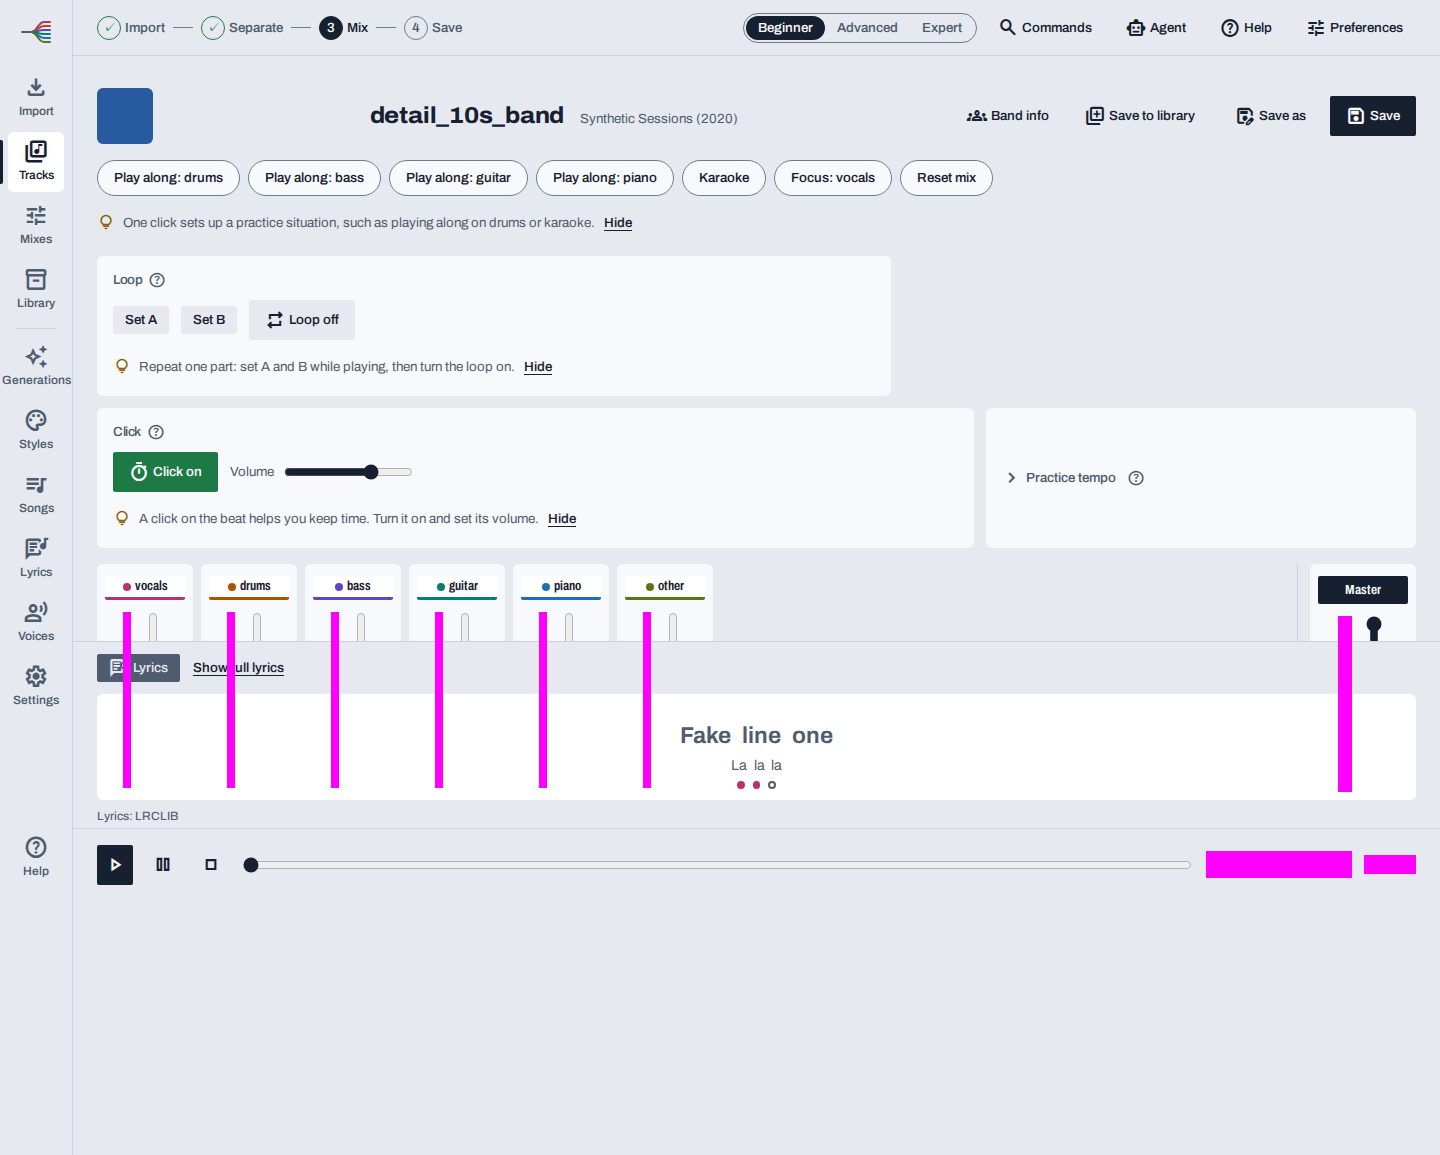 Import
Separate
3 Mix
4 Save
Beginner
Advanced
Expert
Commands
Agent
Help
Preferences
Import
Tracks
Mixes
Library
Generations
Styles
Songs
Lyrics
Voices
Settings
Help
detail_10s_band
Synthetic Sessions (2020)
Band info
Save to library
Save as
Save
Play along: drums
Play along: bass
Play along: guitar
Play along: piano
Karaoke
Focus: vocals
Reset mix
One click sets up a practice situation, such as playing along on drums or karaoke. Hide
Loop
Set A
Set B
Loop off
Repeat one part: set A and B while playing, then turn the loop on. Hide
Click
Click on
Volume
A click on the beat helps you keep time. Turn it on and set its volume. Hide
Practice tempo
vocals
drums
bass
guitar
piano
other
Master
Lyrics
Show lyrics
Fake line one
La la la
Lyrics: LRCLIB